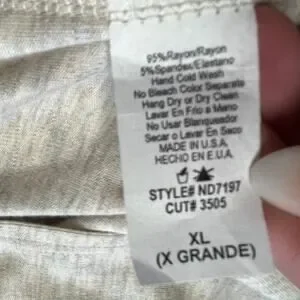 95%Rayon/Rayon
5%Spandex/Elastano
Hand Cold Wash
No Bleach Color Separate
Hang Dry or Dry Clean
Lavar En Frio a Mano
No Usar Blanqueador
Secar o Lavar En Seco
MADE IN U.S.A.
HECHO EN E.U.A.
STYLE# ND7197
CUT# 3505
XL
(X GRANDE)